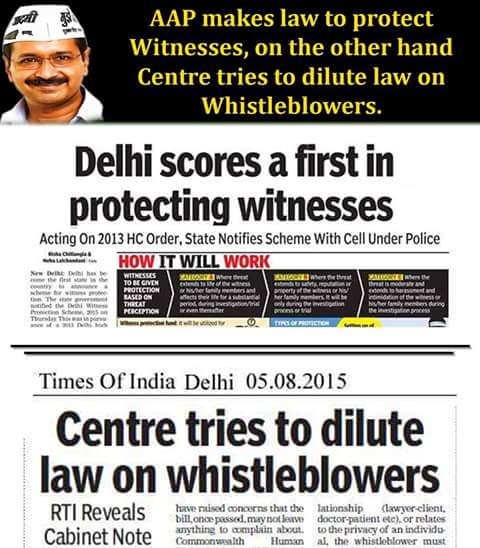 AAP makes law to protect
Witnesses, on the other hand
Centre tries to dilute law on
Whistleblowers.
Delhi scores a first in
protecting witnesses
Acting On 2013 HC Order, State Notifies Scheme With Cell Under Police
Risha Chitlangia &
Neha Lalchandani TNN
New Delhi: Delhi has be-
come the first state in the
country to announce a
scheme for witness protec-
tion. The state government
notified the Delhi Witness
Protection Scheme, 2015 on
Thursday. This was in pursu-
ance of a 2013 Delhi high
HOW IT WILL WORK
WITNESSES
TO BE GIVEN
PROTECTION
BASED ON
THREAT
PERCEPTION
CATEGORY A Where threat
extends to life of the witness
or his/her family members and
affects their life for a substantial
period, during investigation/trial
or even thereafter
CATEGORY B Where the threat
extends to safety, reputation or
property of the witness or his/
her family members. It will be
only during the investigation
process or trial
CATEGORY C Where the
threat is moderate and
extends to harassment and
intimidation of the witness or
his/her family members during
the investigation process
Witness protection fund: It will be utilized for
TYPES OF PROTECTION
Setting up of
Times Of India Delhi 05.08.2015
Centre tries to dilute
law on whistleblowers
RTI Reveals
Cabinet Note
have raised concerns that the
bill, once passed, may not leave
anything to complain about.
Commonwealth Human
lationship (lawyer-client,
doctor-patient etc), or relates
to the privacy of an individu-
al, the whistleblower must